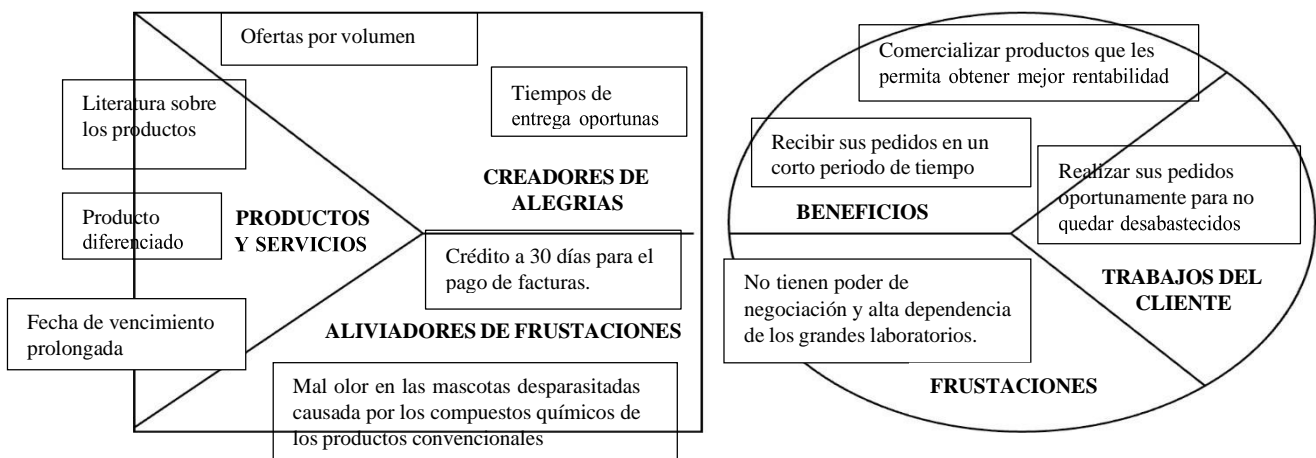 Ofertas por volumen
Literatura sobre
los productos
Tiempos de
entrega oportunas
CREADORES DE
ALEGRIAS
Producto
diferenciado
PRODUCTOS
Y SERVICIOS
Crédito a 30 días para el
pago de facturas.
Fecha de vencimiento
prolongada
ALIVIADORES DE FRUSTACIONES
Mal olor en las mascotas desparasitadas
causada por los compuestos químicos de
los productos convencionales
Comercializar productos que les
permita obtener mejor rentabilidad
Recibir sus pedidos en un
corto periodo de tiempo
BENEFICIOS
Realizar sus pedidos
oportunamente para no
quedar desabastecidos
TRABAJOS DEL
CLIENTE
No tienen poder de
negociación y alta dependencia
de los grandes laboratorios.
FRUSTACIONES